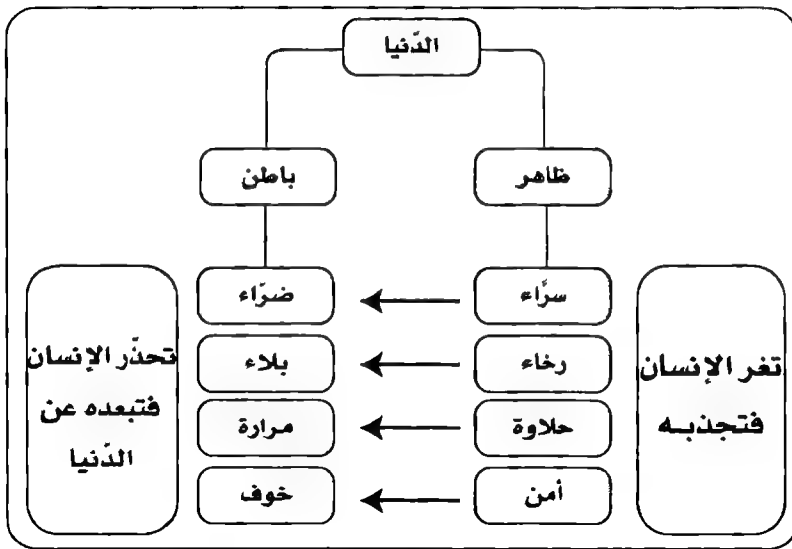 الدّنيا
ظاهر
باطن
سرَّاء
ضرّاء
رخاء
بلاء
حلاوة
مرارة
أمن
خوف
تغر الإنسان
فتجذبه
تحذّر الإنسان
فتبعده عن
الدّنيا